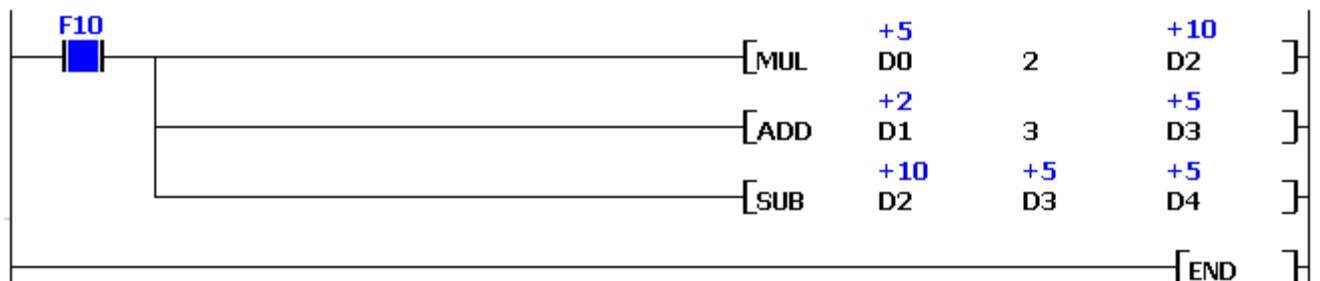 F10
+5 +10
MUL D0 2 D2
+2 +5
ADD D1 3 D3
+10 +5 +5
SUB D2 D3 D4
END